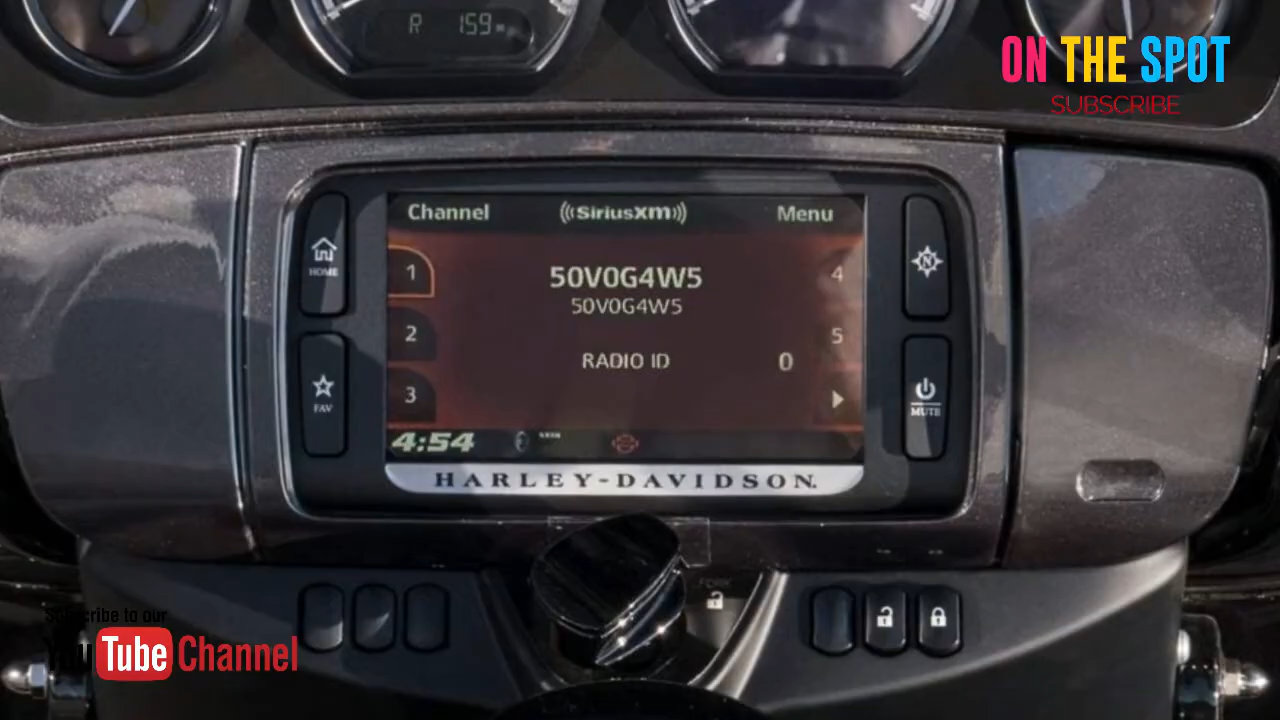 R 159
ON THE SPOT
SUBSCRIBE
Channel
SiriusXM
Menu
HOME
1
50V0G4W5
4
N
50V0G4W5
2
5
RADIO ID 0
FAV
3
MUTE
4:54
HARLEY-DAVIDSON
FORK
Subscribe to our
YouTube Channel